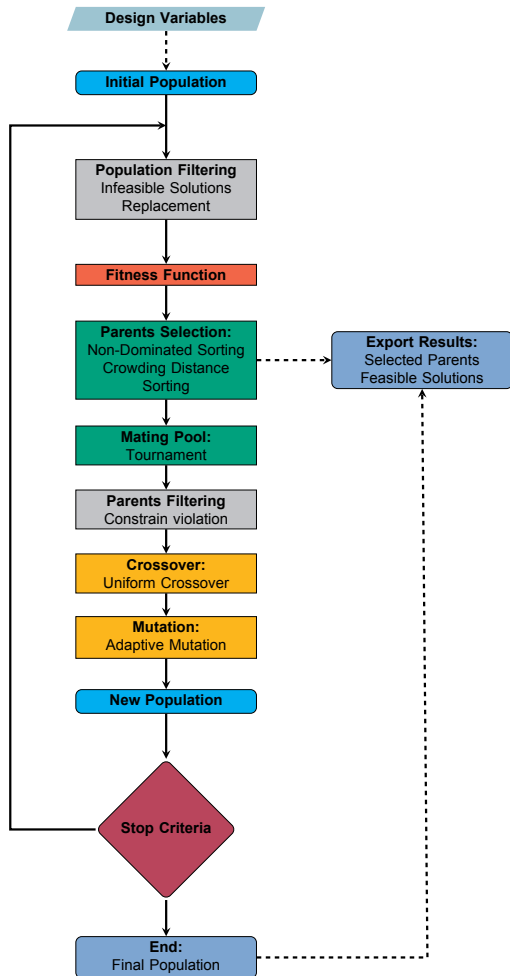 Design Variables
Initial Population
Population Filtering
Infeasible Solutions
Replacement
Fitness Function
Parents Selection:
Non-Dominated Sorting
Crowding Distance
Sorting
Export Results:
Selected Parents
Feasible Solutions
Mating Pool:
Tournament
Parents Filtering
Constrain violation
Crossover:
Uniform Crossover
Mutation:
Adaptive Mutation
New Population
Stop Criteria
End:
Final Population